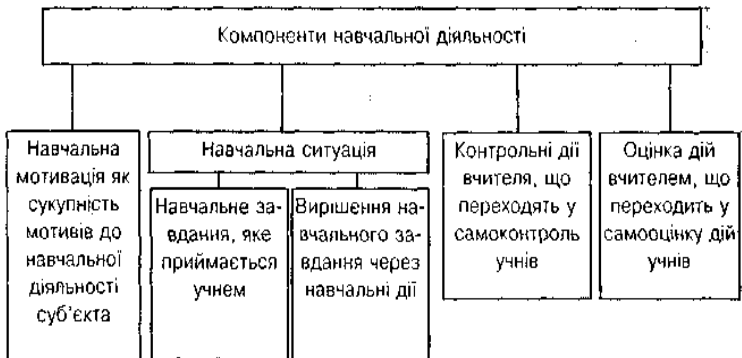 Компоненти навчальної діяльності
Навчальна
мотивація як
сукупність
мотивів до
навчальної
діяльності
суб'єкта
Навчальна ситуація
Навчальне за-
вдання, яке
приймається
учнем
Вирішення на-
вчального за-
вдання через
навчальні дії
Контрольні дії
вчителя, що
переходять у
самоконтроль
учнів
Оцінка дій
вчителем, що
переходить у
самооцінку дій
учнів